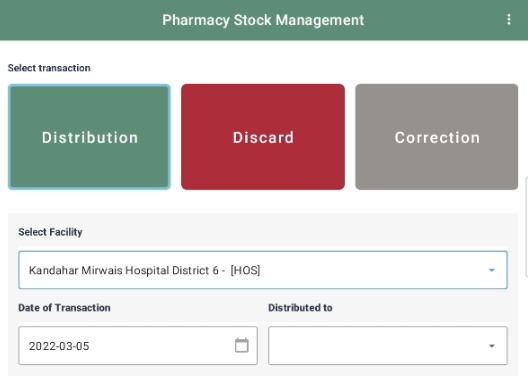 Pharmacy Stock Management
Select transaction
Distribution Discard Correction
Select Facility
Kandahar Mirwais Hospital District 6 - [HOS]
Date of Transaction Distributed to
2022-03-05